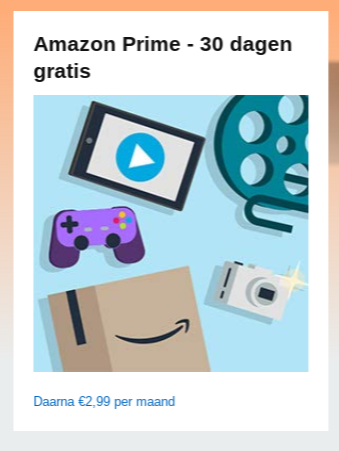 Amazon Prime - 30 dagen
gratis
Daarna €2,99 per maand